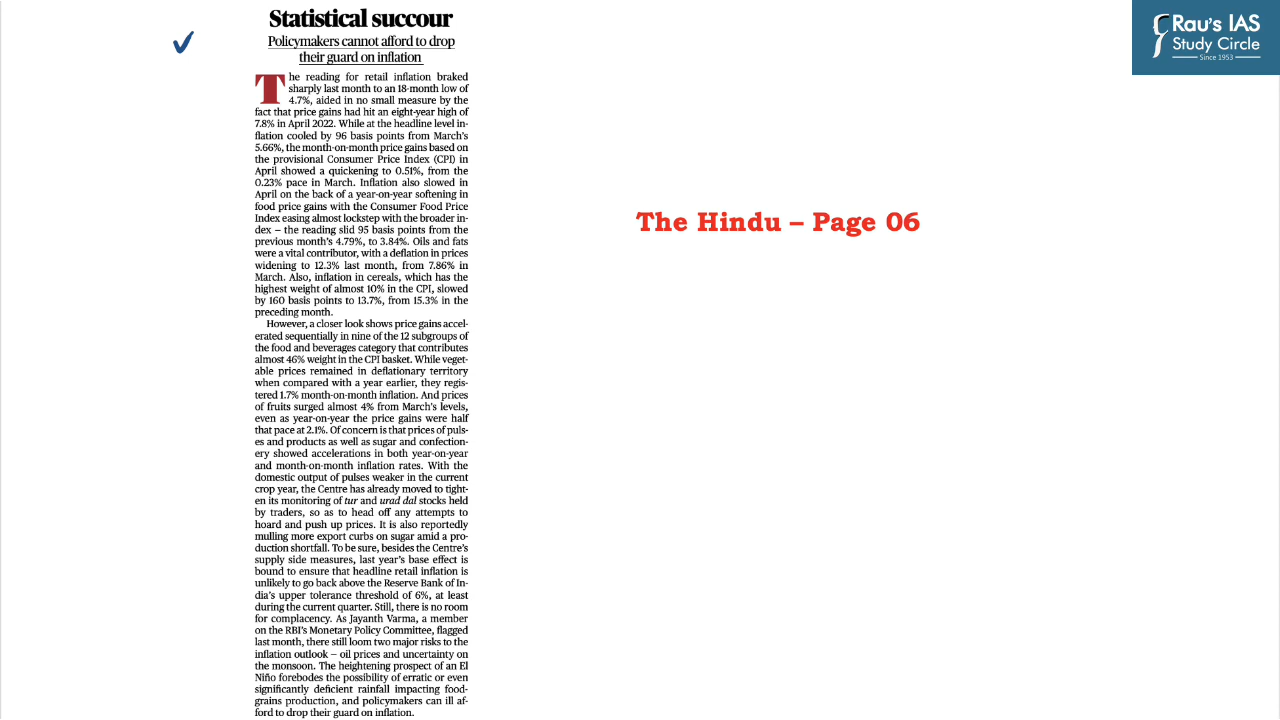 Statistical succour
Policymakers cannot afford to drop
their guard on inflation
The reading for retail inflation braked
sharply last month to an 18-month low of
4.7%, aided in no small measure by the
fact that price gains had hit an eight-year high of
7.8% in April 2022. While at the headline level in-
flation cooled by 96 basis points from March's
5.66%, the month-on-month price gains based on
the provisional Consumer Price Index (CPI) in
April showed a quickening to 0.51%, from the
0.23% pace in March. Inflation also slowed in
April on the back of a year-on-year softening in
food price gains with the Consumer Food Price
Index easing almost lockstep with the broader in-
dex – the reading slid 95 basis points from the
previous month's 4.79%, to 3.84%. Oils and fats
were a vital contributor, with a deflation in prices
widening to 12.3% last month, from 7.86% in
March. Also, inflation in cereals, which has the
highest weight of almost 10% in the CPI, slowed
by 160 basis points to 13.7%, from 15.3% in the
preceding month.
However, a closer look shows price gains accel-
erated sequentially in nine of the 12 subgroups of
the food and beverages category that contributes
almost 46% weight in the CPI basket. While veget-
able prices remained in deflationary territory
when compared with a year earlier, they regis-
tered 1.7% month-on-month inflation. And prices
of fruits surged almost 4% from March's levels,
even as year-on-year the price gains were half
that pace at 2.1%. Of concern is that prices of puls-
es and products as well as sugar and confection-
ery showed accelerations in both year-on-year
and month-on-month inflation rates. With the
domestic output of pulses weaker in the current
crop year, the Centre has already moved to tight-
en its monitoring of tur and urad dal stocks held
by traders, so as to head off any attempts to
hoard and push up prices. It is also reportedly
mulling more export curbs on sugar amid a pro-
duction shortfall. To be sure, besides the Centre's
supply side measures, last year's base effect is
bound to ensure that headline retail inflation is
unlikely to go back above the Reserve Bank of In-
dia's upper tolerance threshold of 6%, at least
during the current quarter. Still, there is no room
for complacency. As Jayanth Varma, a member
on the RBI's Monetary Policy Committee, flagged
last month, there still loom two major risks to the
inflation outlook – oil prices and uncertainty on
the monsoon. The heightening prospect of an El
Niño forebodes the possibility of erratic or even
significantly deficient rainfall impacting food-
grains production, and policymakers can ill af-
ford to drop their guard on inflation.
The Hindu – Page 06
Rau's IAS
Study Circle
Since 1953